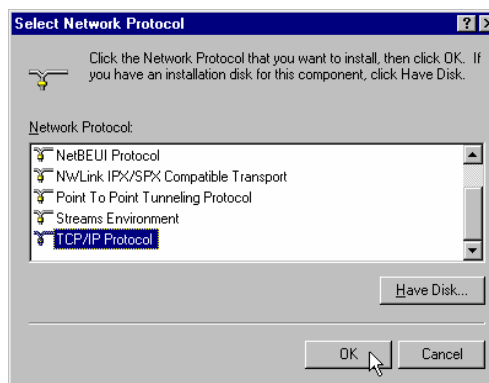 Select Network Protocol
Click the Network Protocol that you want to install, then click OK. If
you have an installation disk for this component, click Have Disk.
Network Protocol:
NetBEUI Protocol
NWLink IPX/SPX Compatible Transport
Point To Point Tunneling Protocol
Streams Environment
TCP/IP Protocol
Have Disk...
OK
Cancel